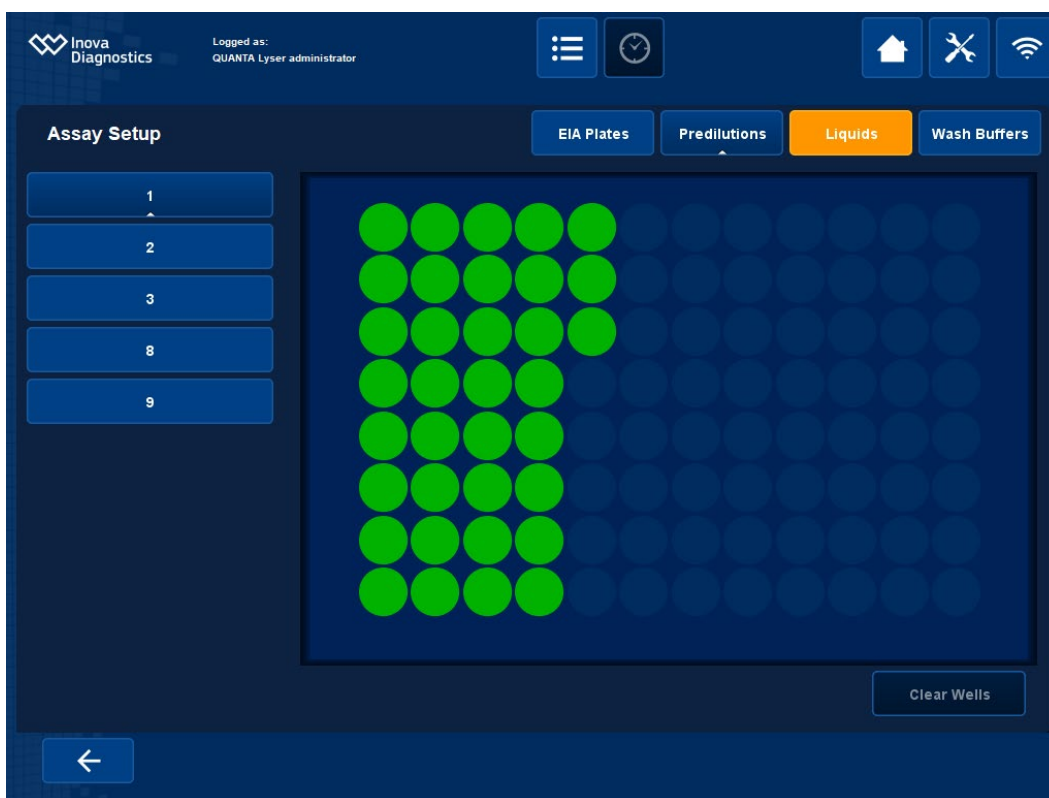 Inova
Diagnostics
Logged as:
QUANTA Lyser administrator
Assay Setup
EIA Plates
Predilutions
Liquids
Wash Buffers
1
2
3
8
9
Clear Wells